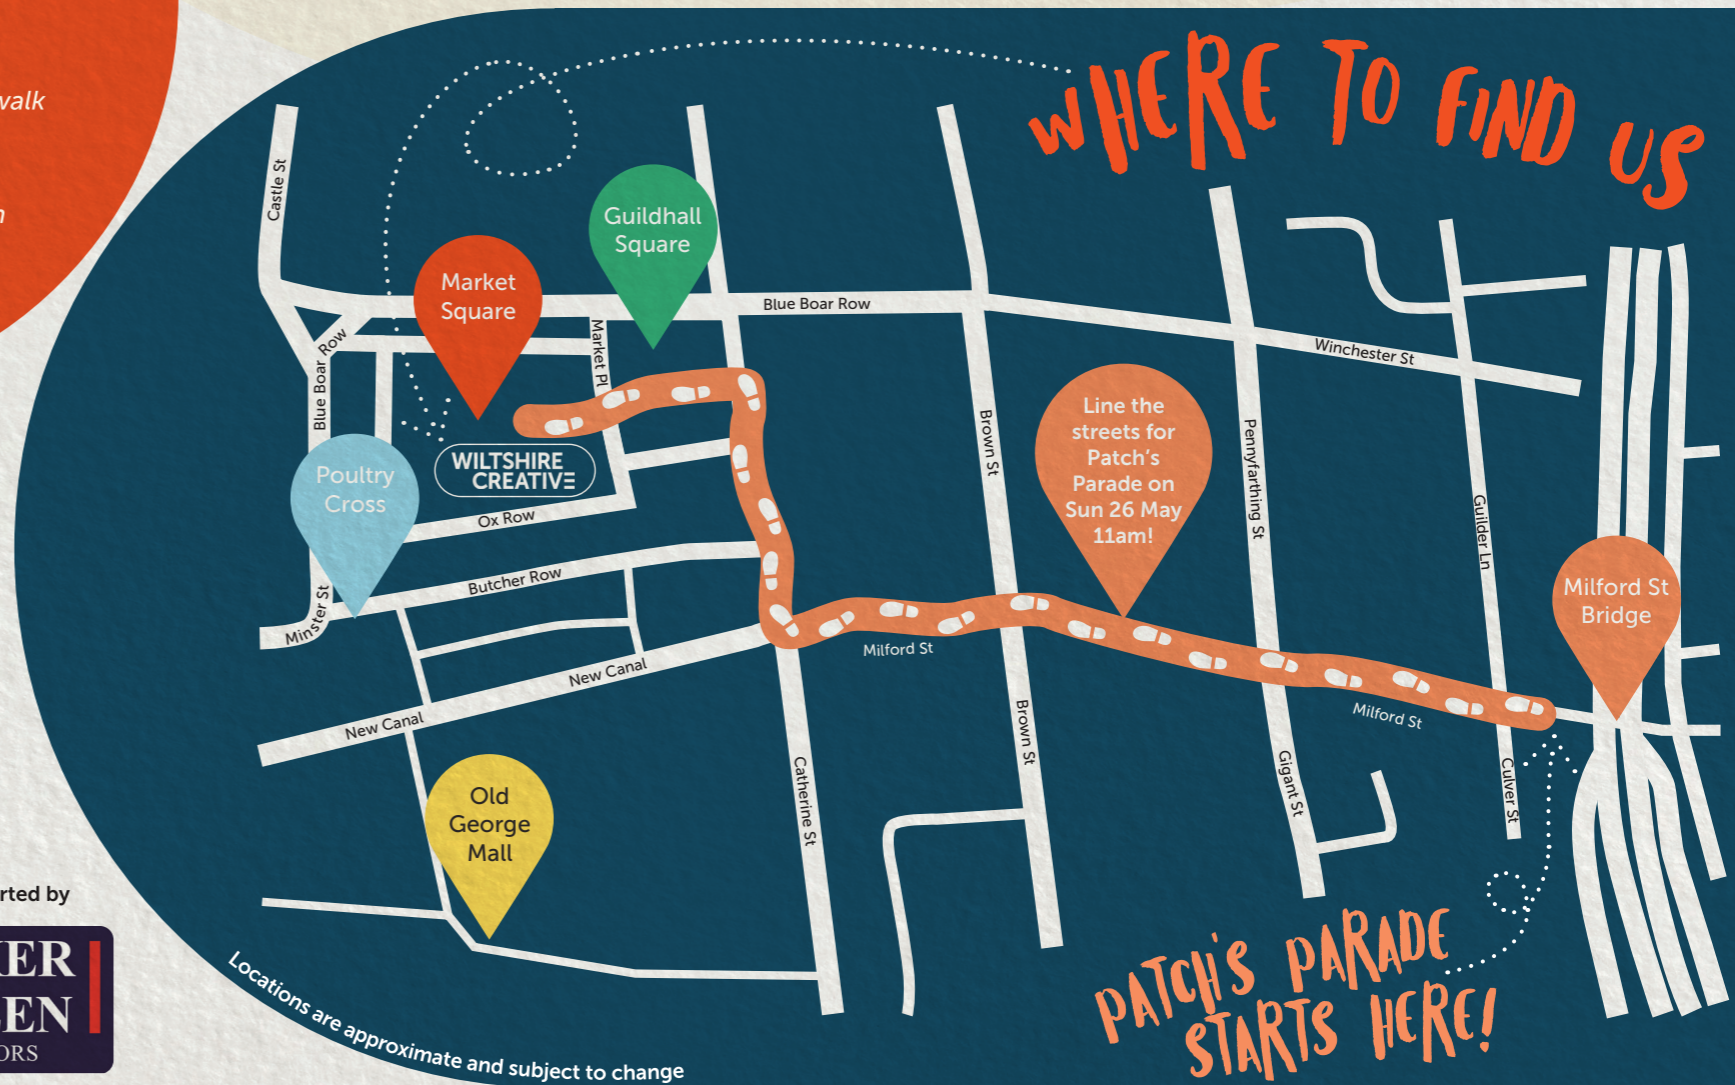 WHERE TO FIND US
walk
Castle St
Guildhall
Square
Market
Square
Blue Boar Row
Blue Boar Row
Market Pl
Winchester St
Poultry
Cross
WILTSHIRE
CREATIVE
Ox Row
Butcher Row
Minster St
New Canal
New Canal
Brown St
Brown St
Line the
streets for
Patch's
Parade on
Sun 26 May
11am!
Pennyfarthing St
Guilder Ln
Milford St
Bridge
Milford St
Milford St
Catherine St
Gigant St
Culver St
Old
George
Mall
PATCH'S PARADE
STARTS HERE!
rted by
KER
EEN
ORS
Locations are approximate and subject to change